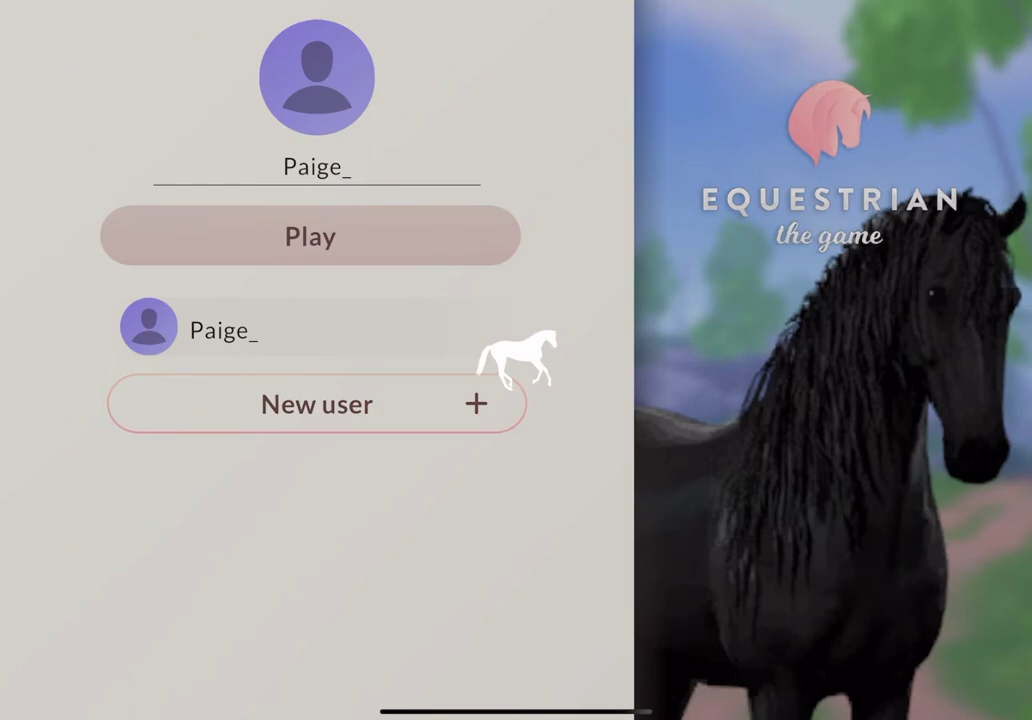 Paige_
Play
Paige_
New user +
EQUESTRIAN
the game